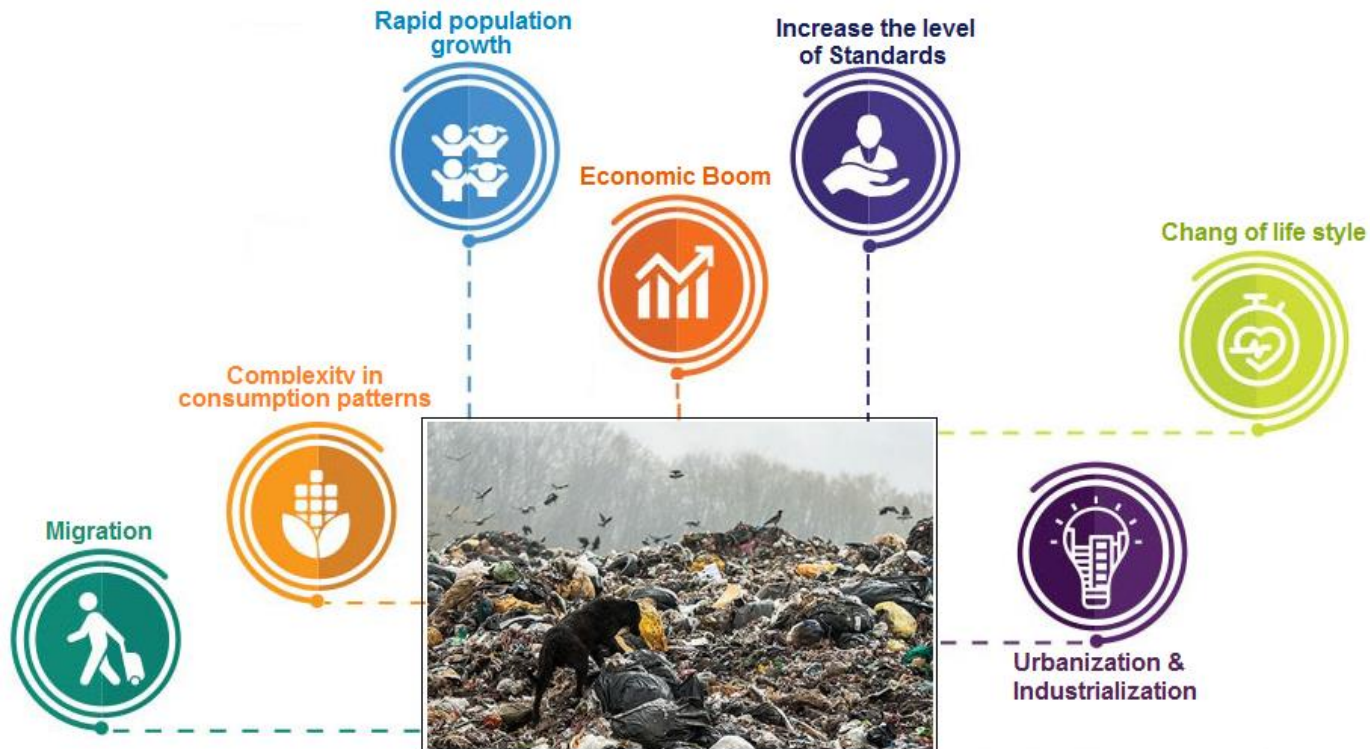 Rapid population
growth
Increase the level
of Standards
Economic Boom
Chang of life style
Complexity in
consumption patterns
Migration
Urbanization &
Industrialization